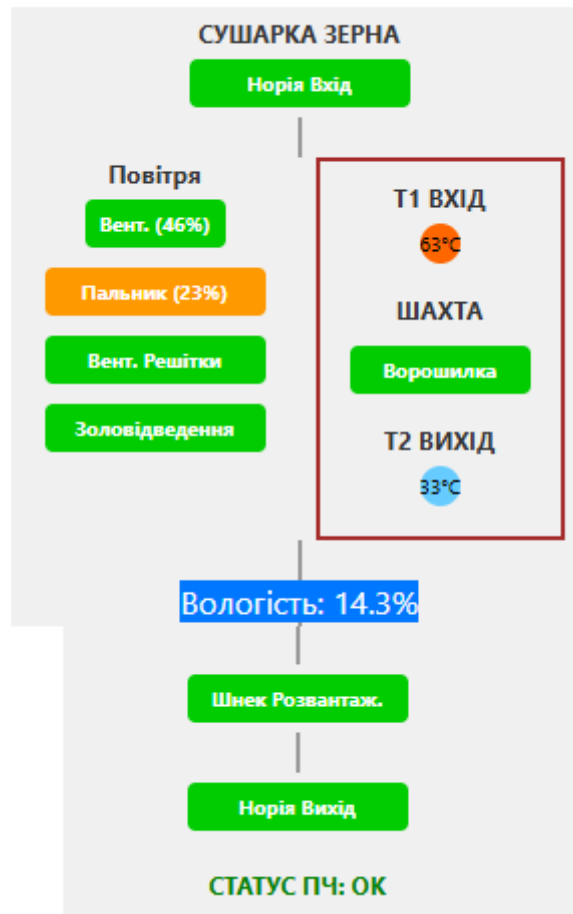 СУШАРКА ЗЕРНА
Норія Вхід
Повітря
Вент. (46%)
Пальник (23%)
Вент. Решітки
Золовідведення
Т1 ВХІД
63°C
ШАХТА
Ворошилка
Т2 ВИХІД
33°C
Вологість: 14.3%
Шнек Розвантаж.
Норія Вихід
СТАТУС ПЧ: ОК